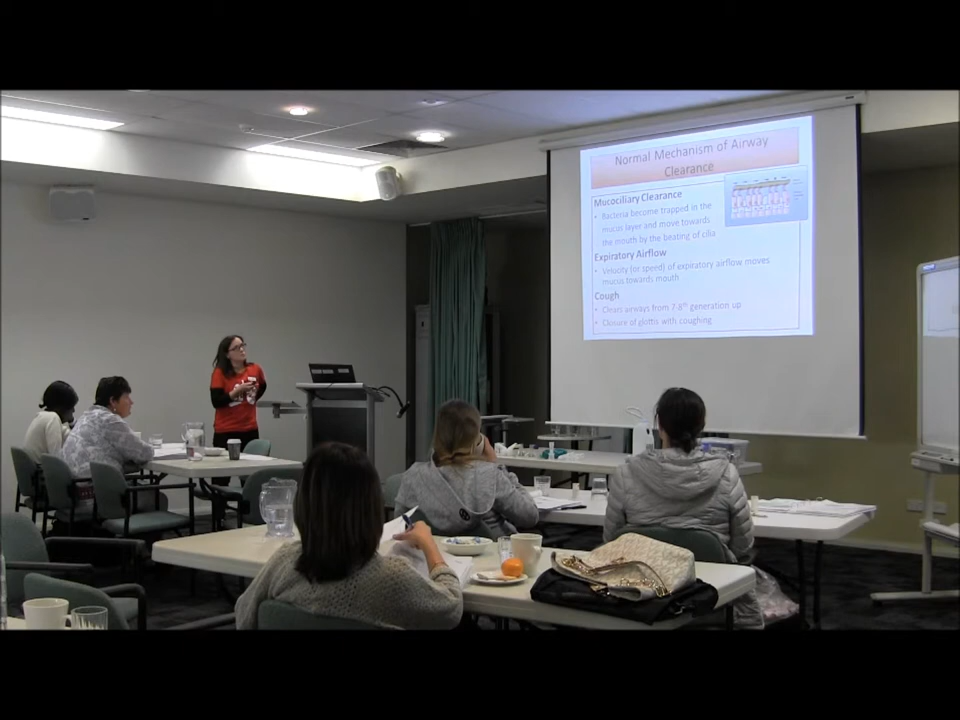 Normal Mechanism of Airway
Clearance
Mucociliary Clearance
• Bacteria become trapped in the
mucus layer and move towards
the mouth by the beating of cilia
Expiratory Airflow
• Velocity (or speed) of expiratory airflow moves
mucus towards mouth
Cough
• Clears airways from 7-8th generation up
• Closure of glottis with coughing